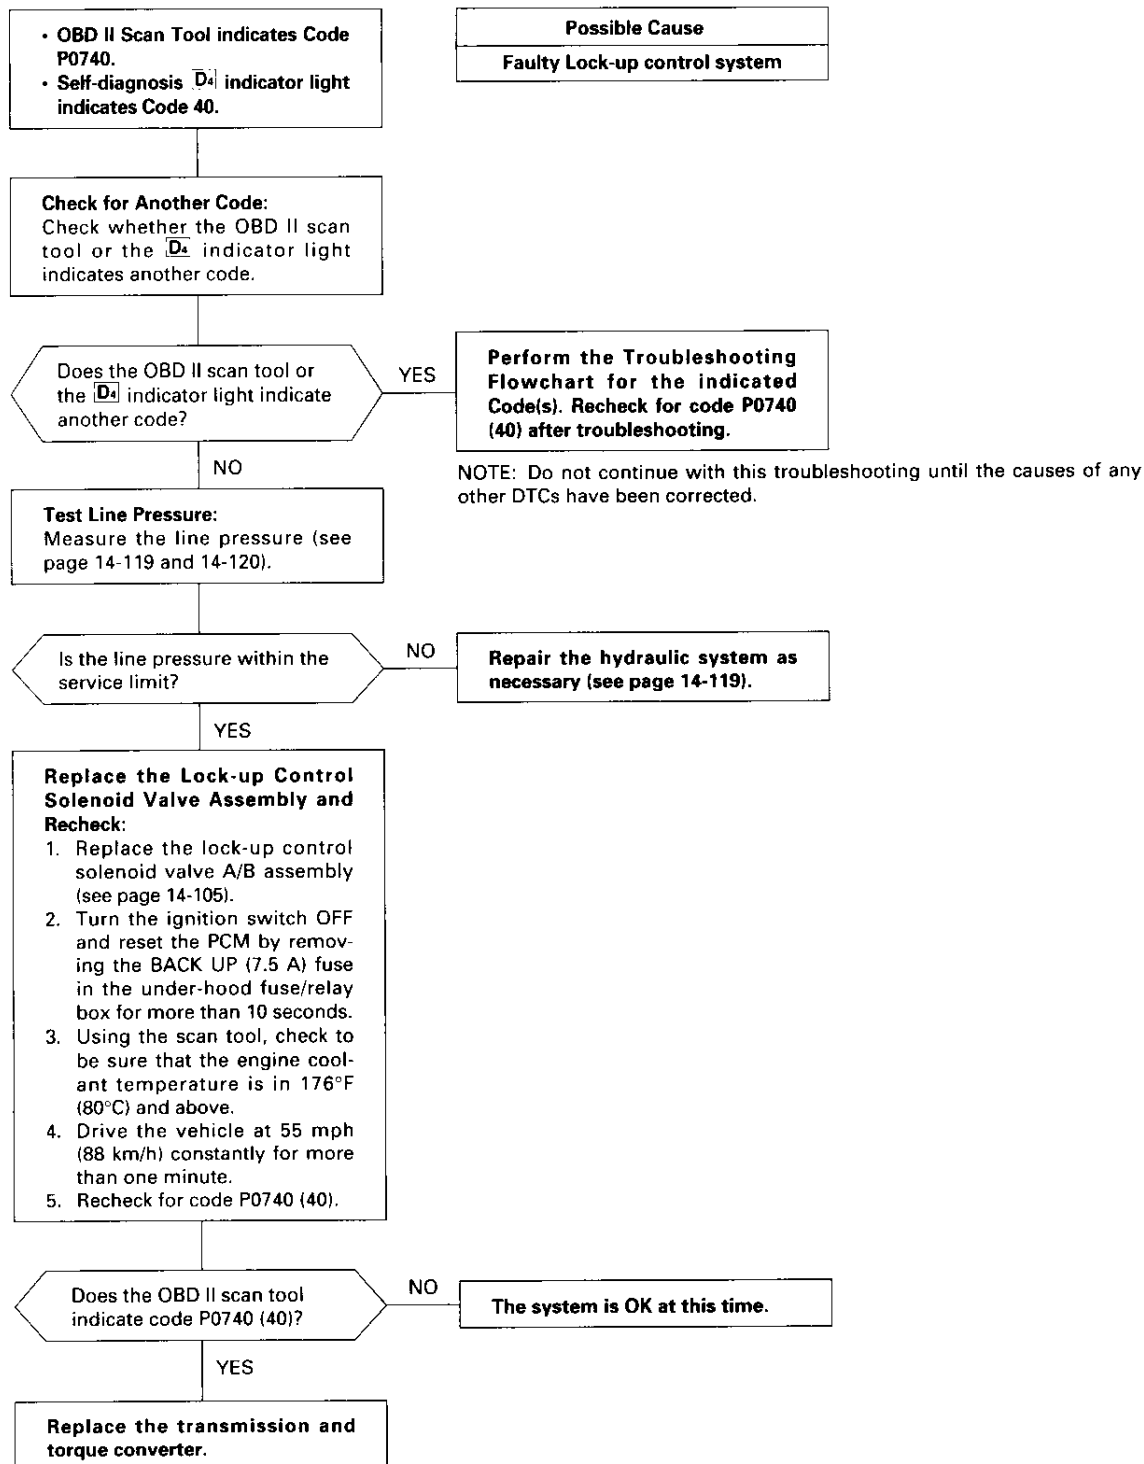 • OBD II Scan Tool indicates Code
P0740.
• Self-diagnosis D4 indicator light
indicates Code 40.
Possible Cause
Faulty Lock-up control system
Check for Another Code:
Check whether the OBD II scan
tool or the D4 indicator light
indicates another code.
Does the OBD II scan tool or
the D4 indicator light indicate
another code?
YES
Perform the Troubleshooting
Flowchart for the indicated
Code(s). Recheck for code P0740
(40) after troubleshooting.
NOTE: Do not continue with this troubleshooting until the causes of any
other DTCs have been corrected.
NO
Test Line Pressure:
Measure the line pressure (see
page 14-119 and 14-120).
Is the line pressure within the
service limit?
NO
Repair the hydraulic system as
necessary (see page 14-119).
YES
Replace the Lock-up Control
Solenoid Valve Assembly and
Recheck:
1. Replace the lock-up control
solenoid valve A/B assembly
(see page 14-105).
2. Turn the ignition switch OFF
and reset the PCM by remov-
ing the BACK UP (7.5 A) fuse
in the under-hood fuse/relay
box for more than 10 seconds.
3. Using the scan tool, check to
be sure that the engine cool-
ant temperature is in 176°F
(80°C) and above.
4. Drive the vehicle at 55 mph
(88 km/h) constantly for more
than one minute.
5. Recheck for code P0740 (40).
Does the OBD II scan tool
indicate code P0740 (40)?
NO
The system is OK at this time.
YES
Replace the transmission and
torque converter.